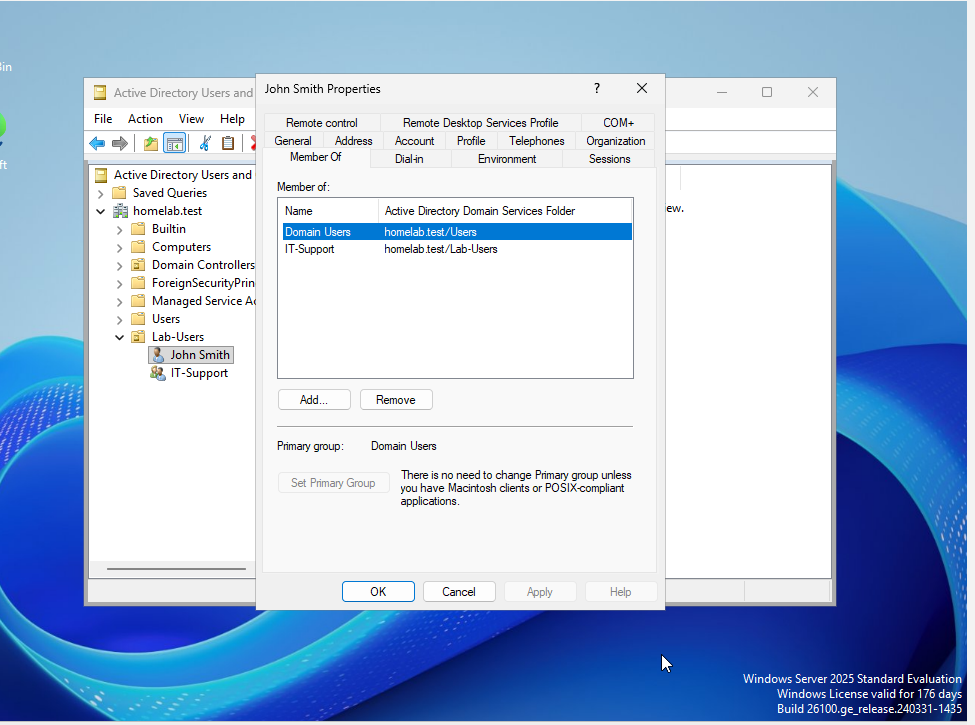 Bin
ft
Active Directory Users and
File Action View Help
Active Directory Users and
Saved Queries
homelab.test
Builtin
Computers
Domain Controllers
ForeignSecurityPrin
Managed Service Ac
Users
Lab-Users
John Smith
IT-Support
ew.
John Smith Properties
?
Remote control Remote Desktop Services Profile COM+
General Address Account Profile Telephones Organization
Member Of Dial-in Environment Sessions
Member of:
Name Active Directory Domain Services Folder
Domain Users homelab.test/Users
IT-Support homelab.test/Lab-Users
Add... Remove
Primary group: Domain Users
Set Primary Group
There is no need to change Primary group unless
you have Macintosh clients or POSIX-compliant
applications.
OK Cancel Apply Help
Windows Server 2025 Standard Evaluation
Windows License valid for 176 days
Build 26100.ge_release.240331-1435